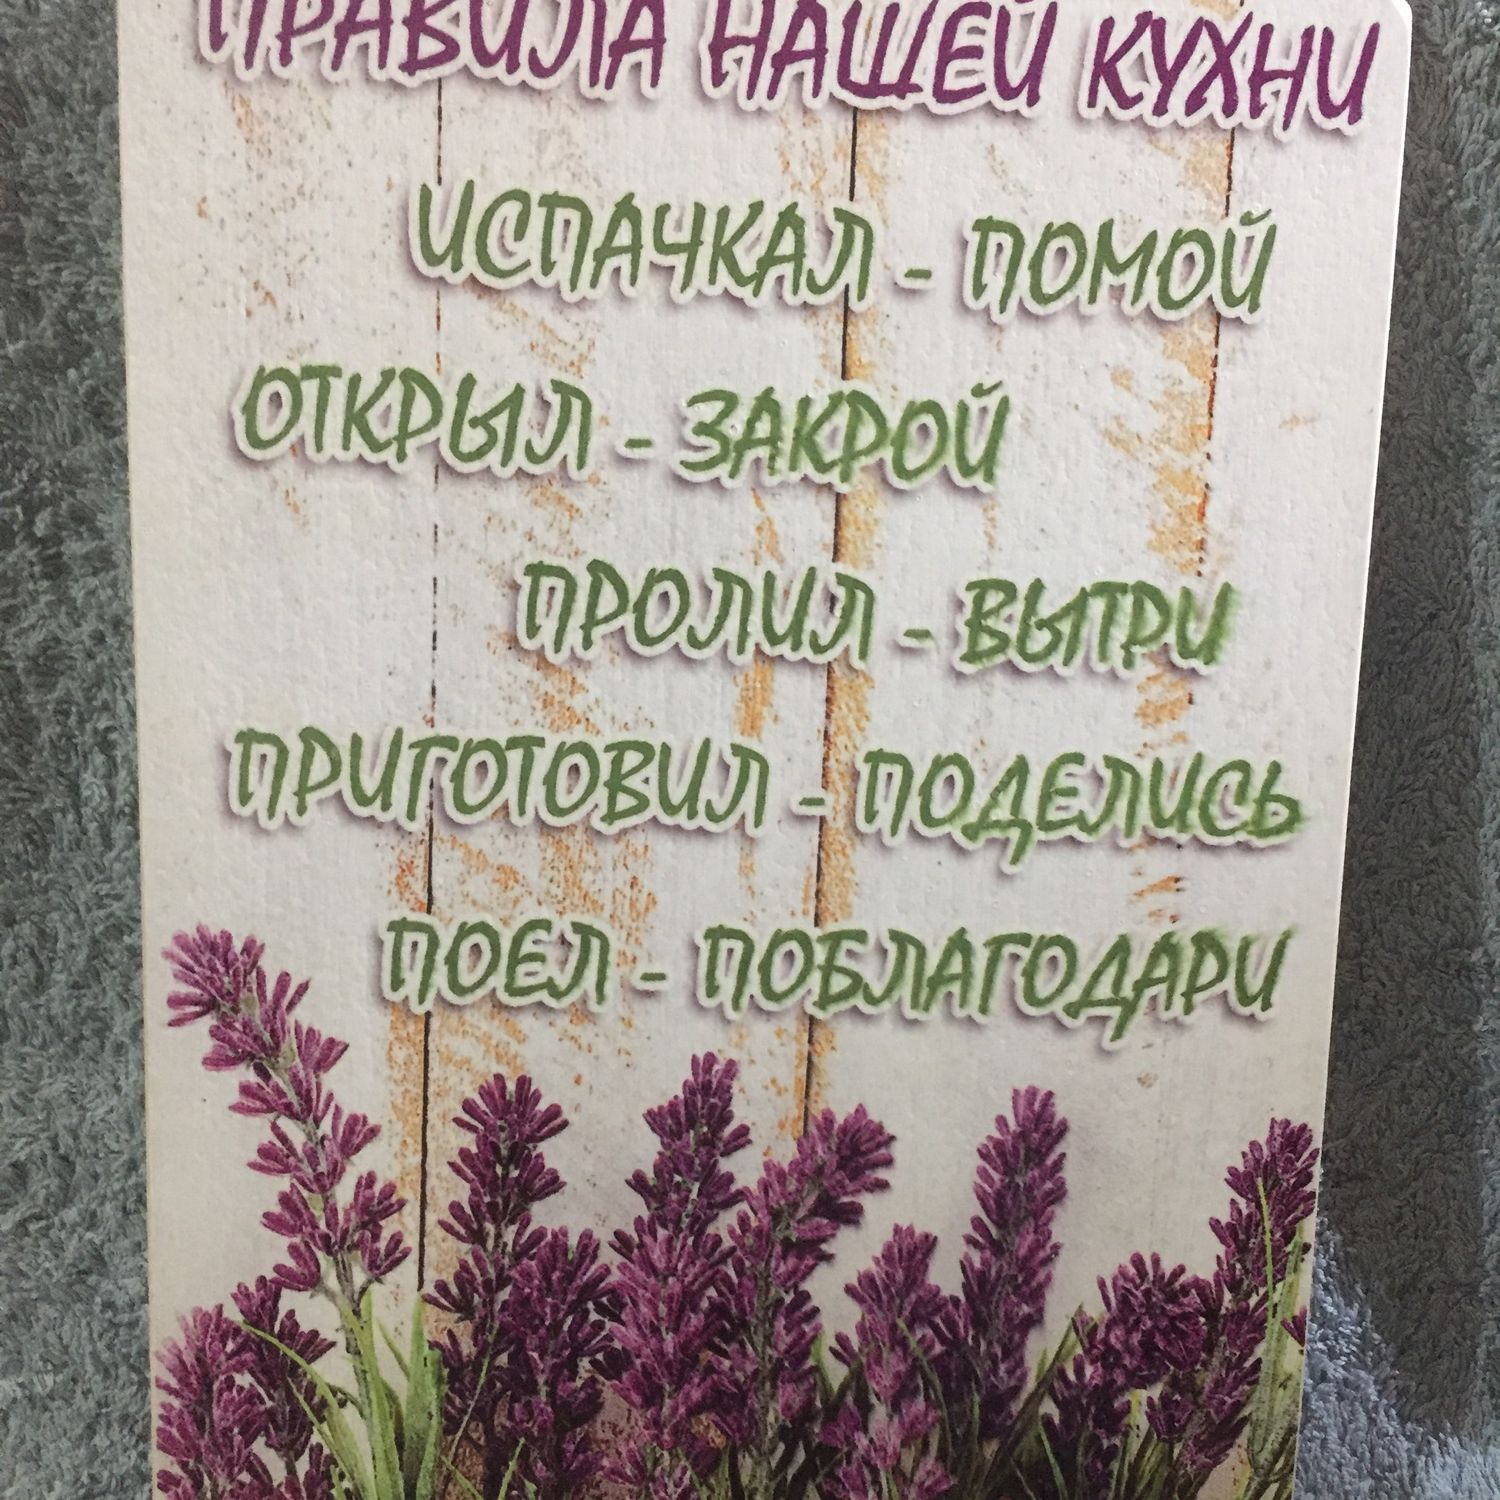 ПРАВИЛА НАШЕЙ КУХНИ
ИСПАЧКАЛ - ПОМОЙ
ОТКРЫЛ - ЗАКРОЙ
ПРОЛИЛ - ВЫТРИ
ПРИГОТОВИЛ - ПОДЕЛИСЬ
ПОЕЛ - ПОБЛАГОДАРИ